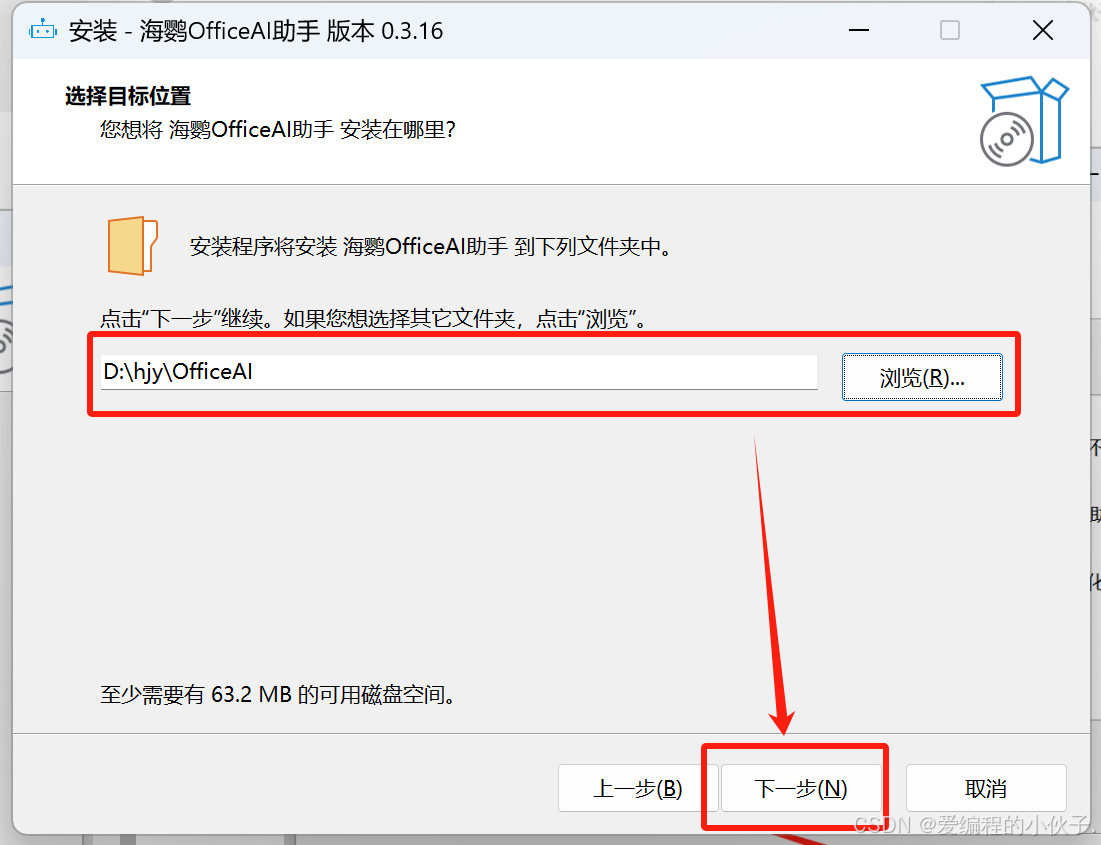 安装 - 海鹦OfficeAI助手 版本 0.3.16
选择目标位置
您想将 海鹦OfficeAI助手 安装在哪里?
安装程序将安装 海鹦OfficeAI助手 到下列文件夹中。
点击“下一步”继续。如果您想选择其它文件夹，点击“浏览”。
D:\hjy\OfficeAI
浏览(R)...
至少需要有 63.2 MB 的可用磁盘空间。
上一步(B)
下一步(N)
取消
CSDN @爱编程的小伙子.